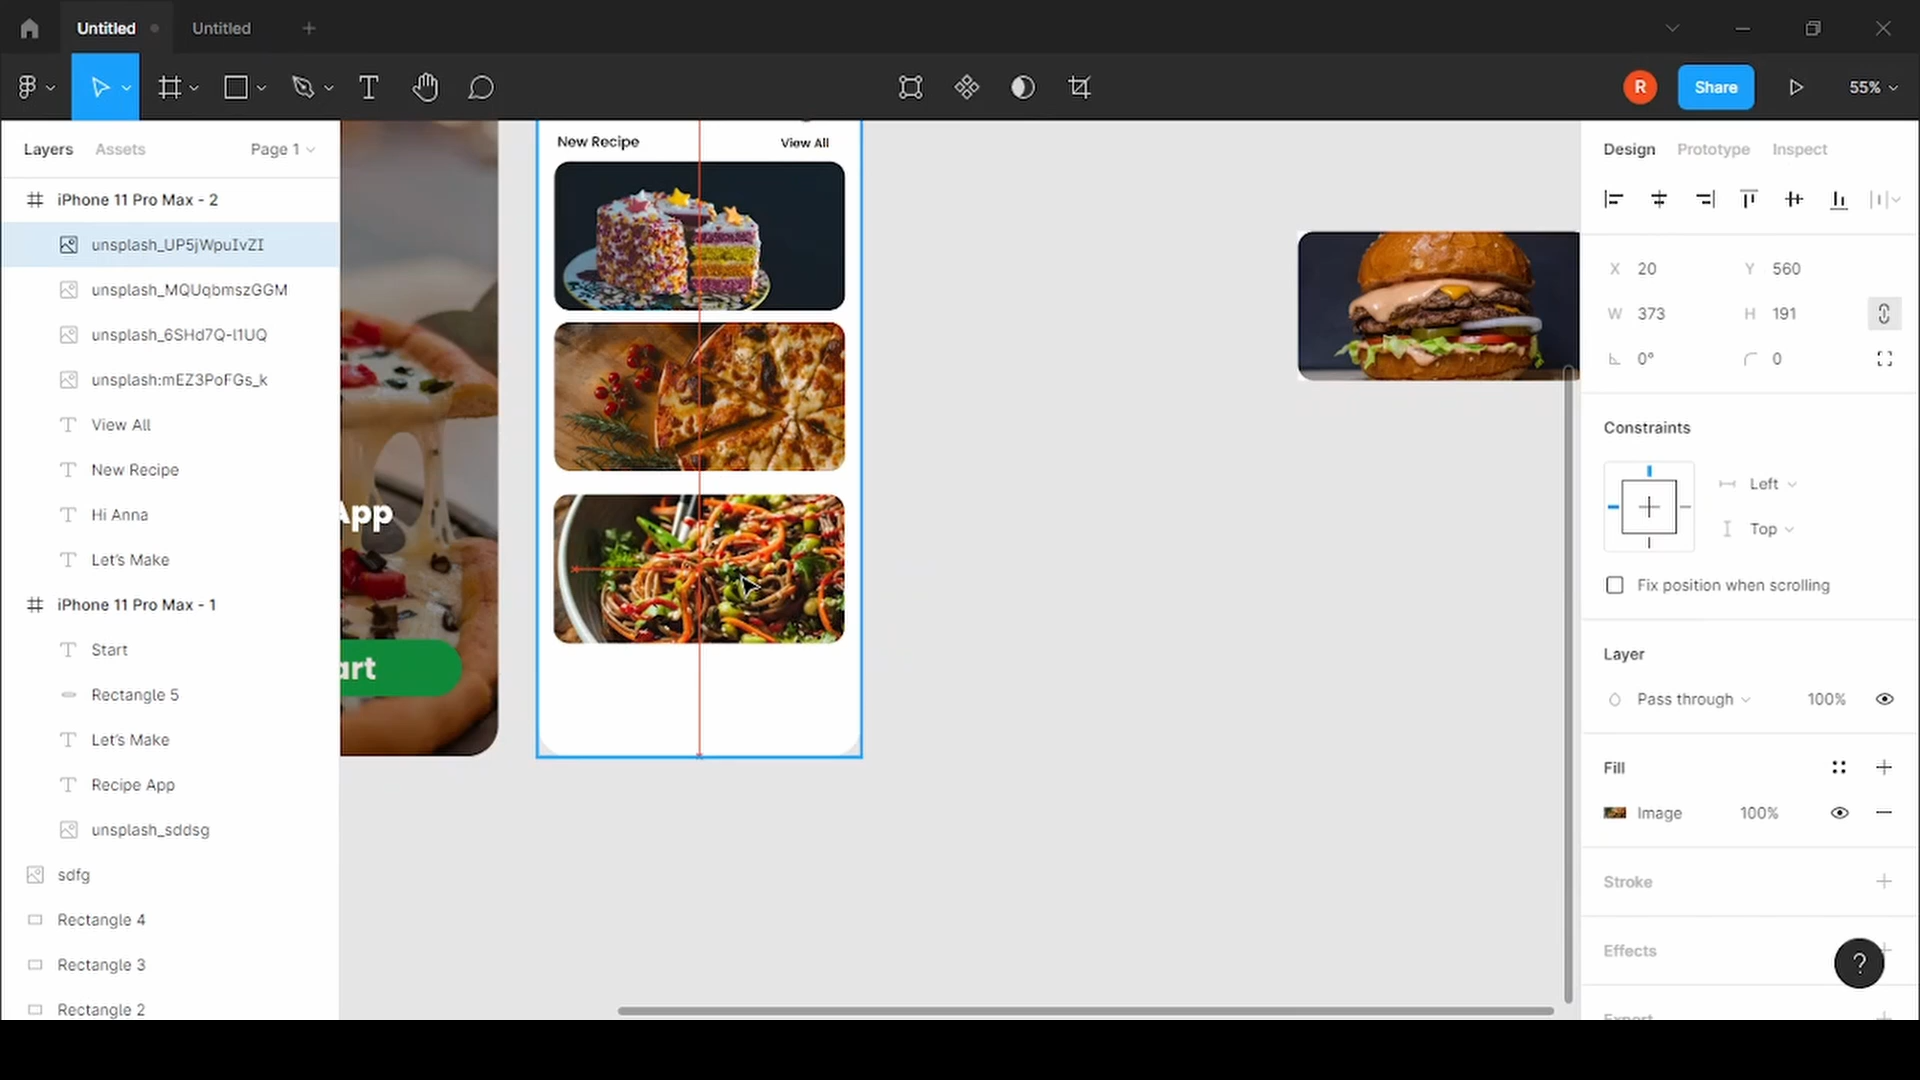 Untitled
Untitled
R
Share
55%
Layers
Assets
Page 1
iPhone 11 Pro Max - 2
unsplash_UP5jWpuIvZI
unsplash_MQUqbmszGGM
unsplash_6SHd7Q-l1UQ
unsplash:mEZ3PoFGs_k
View All
New Recipe
Hi Anna
Let's Make
iPhone 11 Pro Max - 1
Start
Rectangle 5
Let's Make
Recipe App
unsplash_sddsg
sdfg
Rectangle 4
Rectangle 3
Rectangle 2
App
art
New Recipe
View All
Design
Prototype
Inspect
X 20
Y 560
W 373
H 191
0°
0
Constraints
Left
Top
Fix position when scrolling
Layer
Pass through
100%
Fill
Image
100%
Stroke
Effects
?
Export